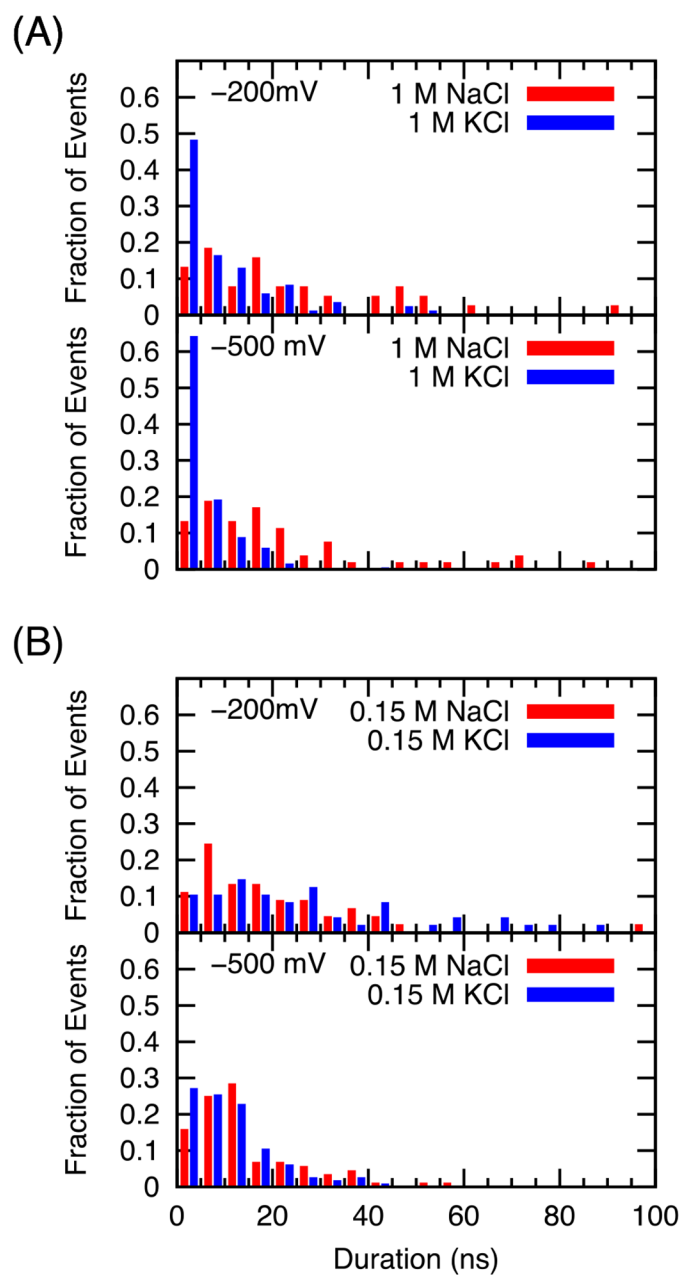 (A)
Fraction of Events
0.6
0.5
0.4
0.3
0.2
0.1
0
−200mV
1 M NaCl
1 M KCl
Fraction of Events
0.6
0.5
0.4
0.3
0.2
0.1
0
−500 mV
1 M NaCl
1 M KCl
(B)
Fraction of Events
0.6
0.5
0.4
0.3
0.2
0.1
0
−200mV
0.15 M NaCl
0.15 M KCl
Fraction of Events
0.6
0.5
0.4
0.3
0.2
0.1
0
−500 mV
0.15 M NaCl
0.15 M KCl
0 20 40 60 80 100
Duration (ns)